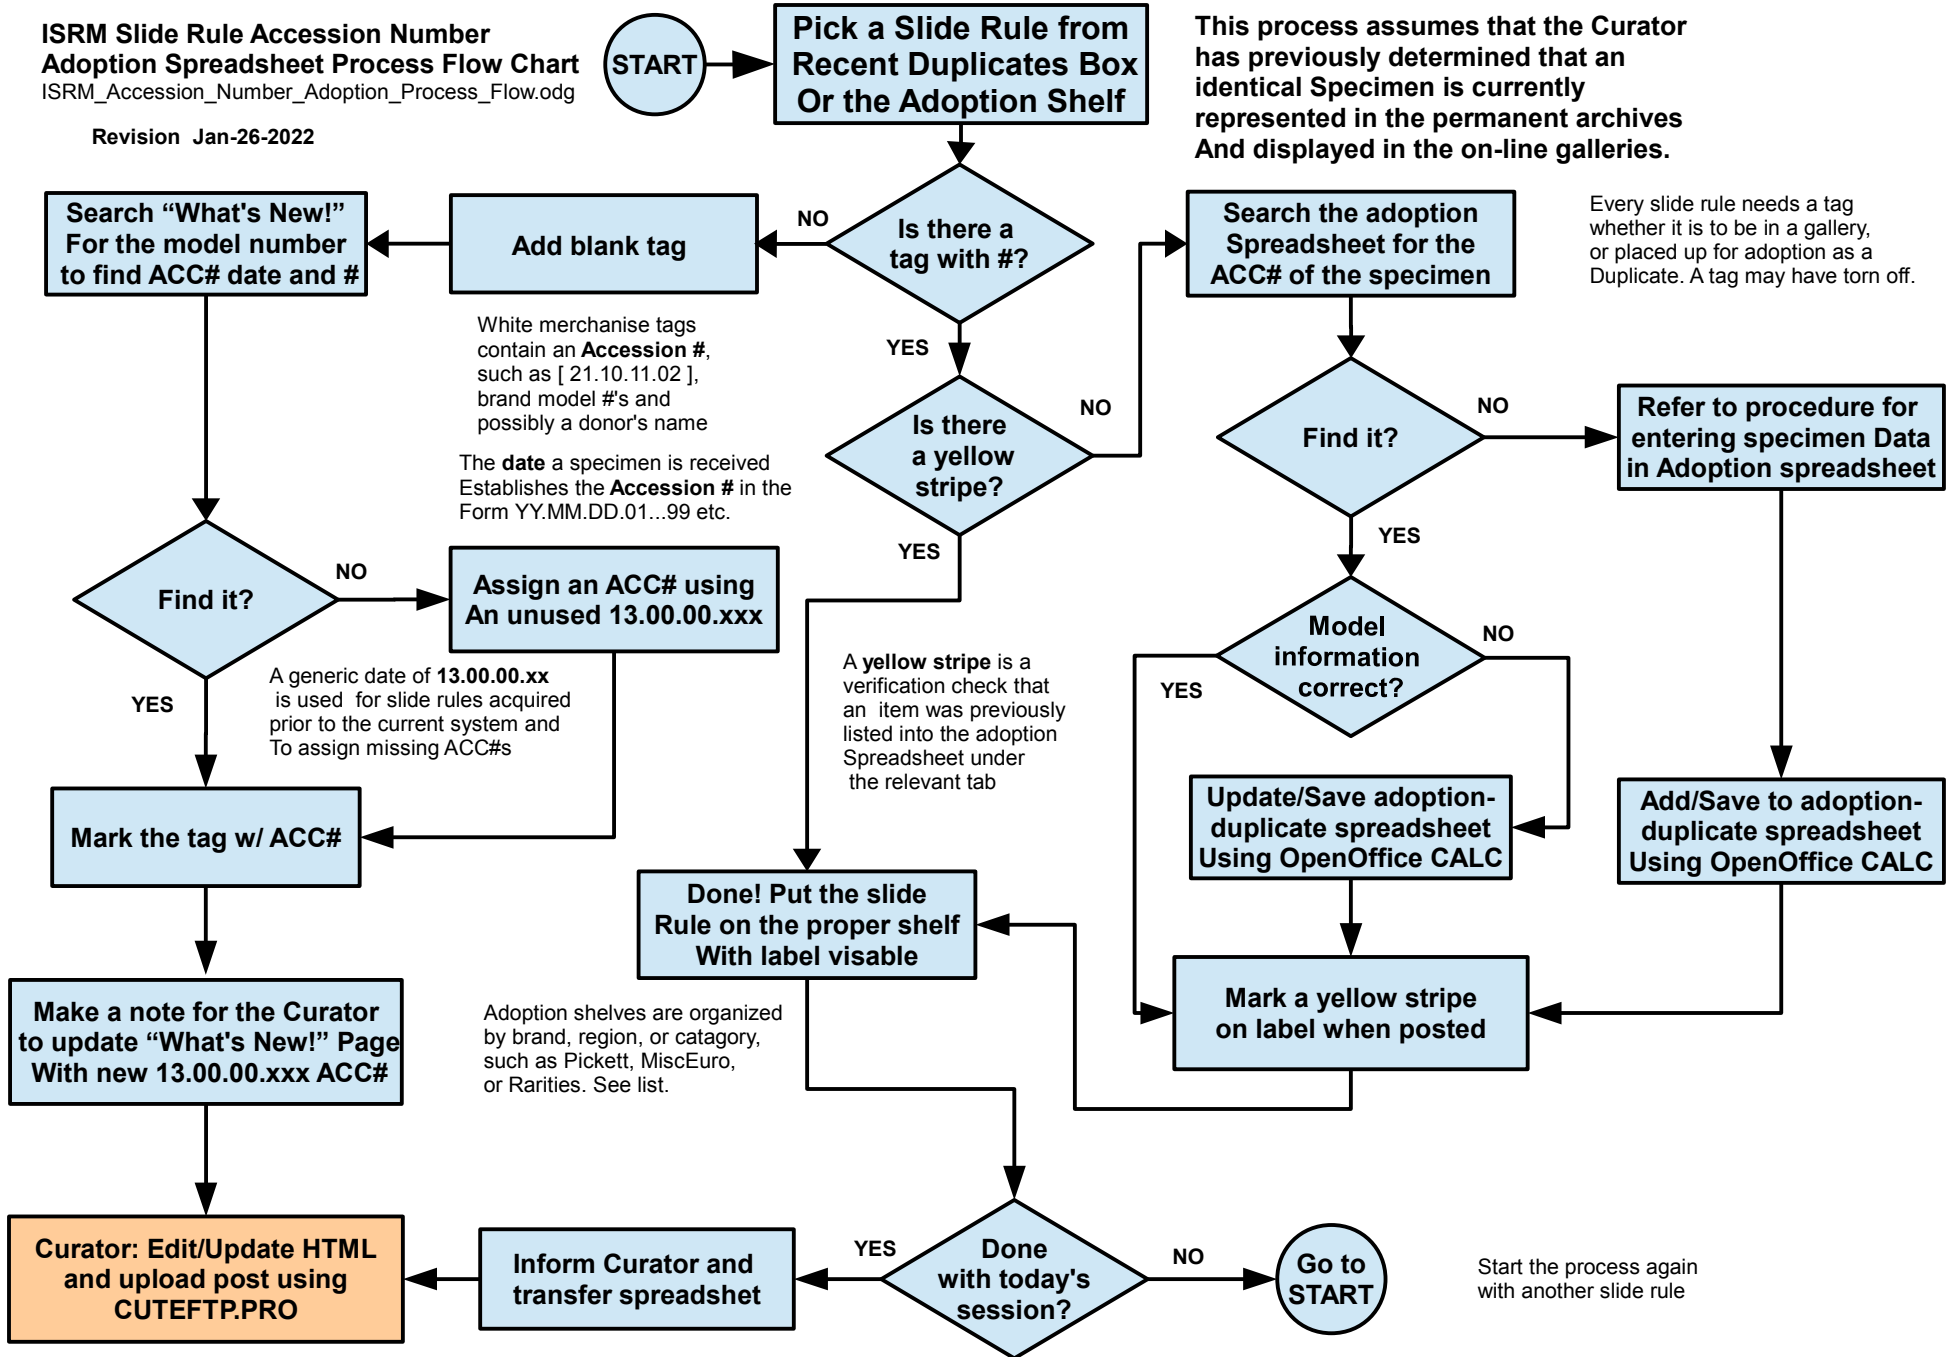 ISRM Slide Rule Accession Number
Adoption Spreadsheet Process Flow Chart
ISRM_Accession_Number_Adoption_Process_Flow.odg
Revision Jan-26-2022
START
Pick a Slide Rule from
Recent Duplicates Box
Or the Adoption Shelf
This process assumes that the Curator
has previously determined that an
identical Specimen is currently
represented in the permanent archives
And displayed in the on-line galleries.
Search “What's New!”
For the model number
to find ACC# date and #
Add blank tag
NO
Is there a
tag with #?
YES
Search the adoption
Spreadsheet for the
ACC# of the specimen
Every slide rule needs a tag
whether it is to be in a gallery,
or placed up for adoption as a
Duplicate. A tag may have torn off.
White merchanise tags
contain an Accession #,
such as [ 21.10.11.02 ],
brand model #'s and
possibly a donor's name
The date a specimen is received
Establishes the Accession # in the
Form YY.MM.DD.01...99 etc.
Is there
a yellow
stripe?
NO
YES
Find it?
NO
YES
Refer to procedure for
entering specimen Data
in Adoption spreadsheet
Find it?
NO
YES
Assign an ACC# using
An unused 13.00.00.xxx
A generic date of 13.00.00.xx
is used for slide rules acquired
prior to the current system and
To assign missing ACC#s
A yellow stripe is a
verification check that
an item was previously
listed into the adoption
Spreadsheet under
the relevant tab
Model
information
correct?
NO
YES
Mark the tag w/ ACC#
Update/Save adoption-
duplicate spreadsheet
Using OpenOffice CALC
Add/Save to adoption-
duplicate spreadsheet
Using OpenOffice CALC
Done! Put the slide
Rule on the proper shelf
With label visable
Make a note for the Curator
to update “What's New!” Page
With new 13.00.00.xxx ACC#
Adoption shelves are organized
by brand, region, or catagory,
such as Pickett, MiscEuro,
or Rarities. See list.
Mark a yellow stripe
on label when posted
Curator: Edit/Update HTML
and upload post using
CUTEFTP.PRO
Inform Curator and
transfer spreadshet
YES
Done
with today's
session?
NO
Go to
START
Start the process again
with another slide rule